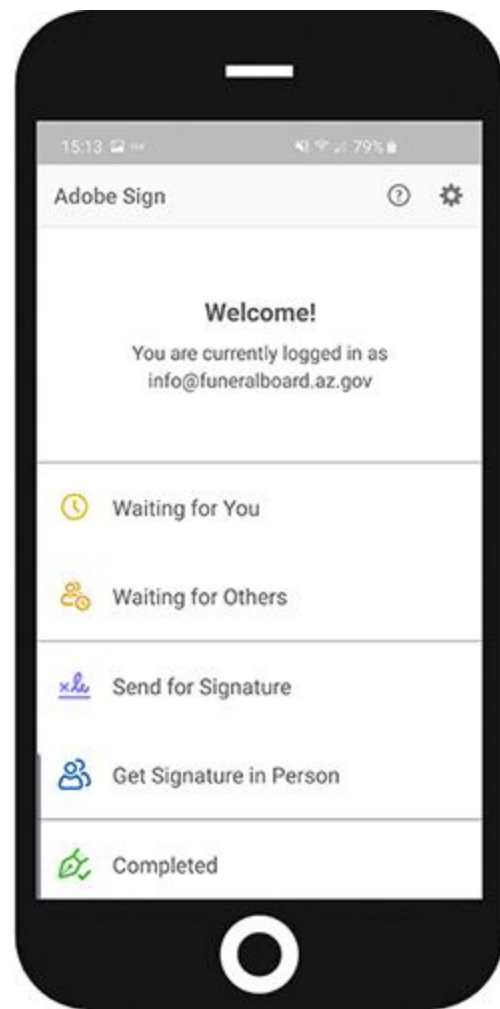 15:13
79%
Adobe Sign
Welcome!
You are currently logged in as
info@funeralboard.az.gov
Waiting for You
Waiting for Others
Send for Signature
Get Signature in Person
Completed